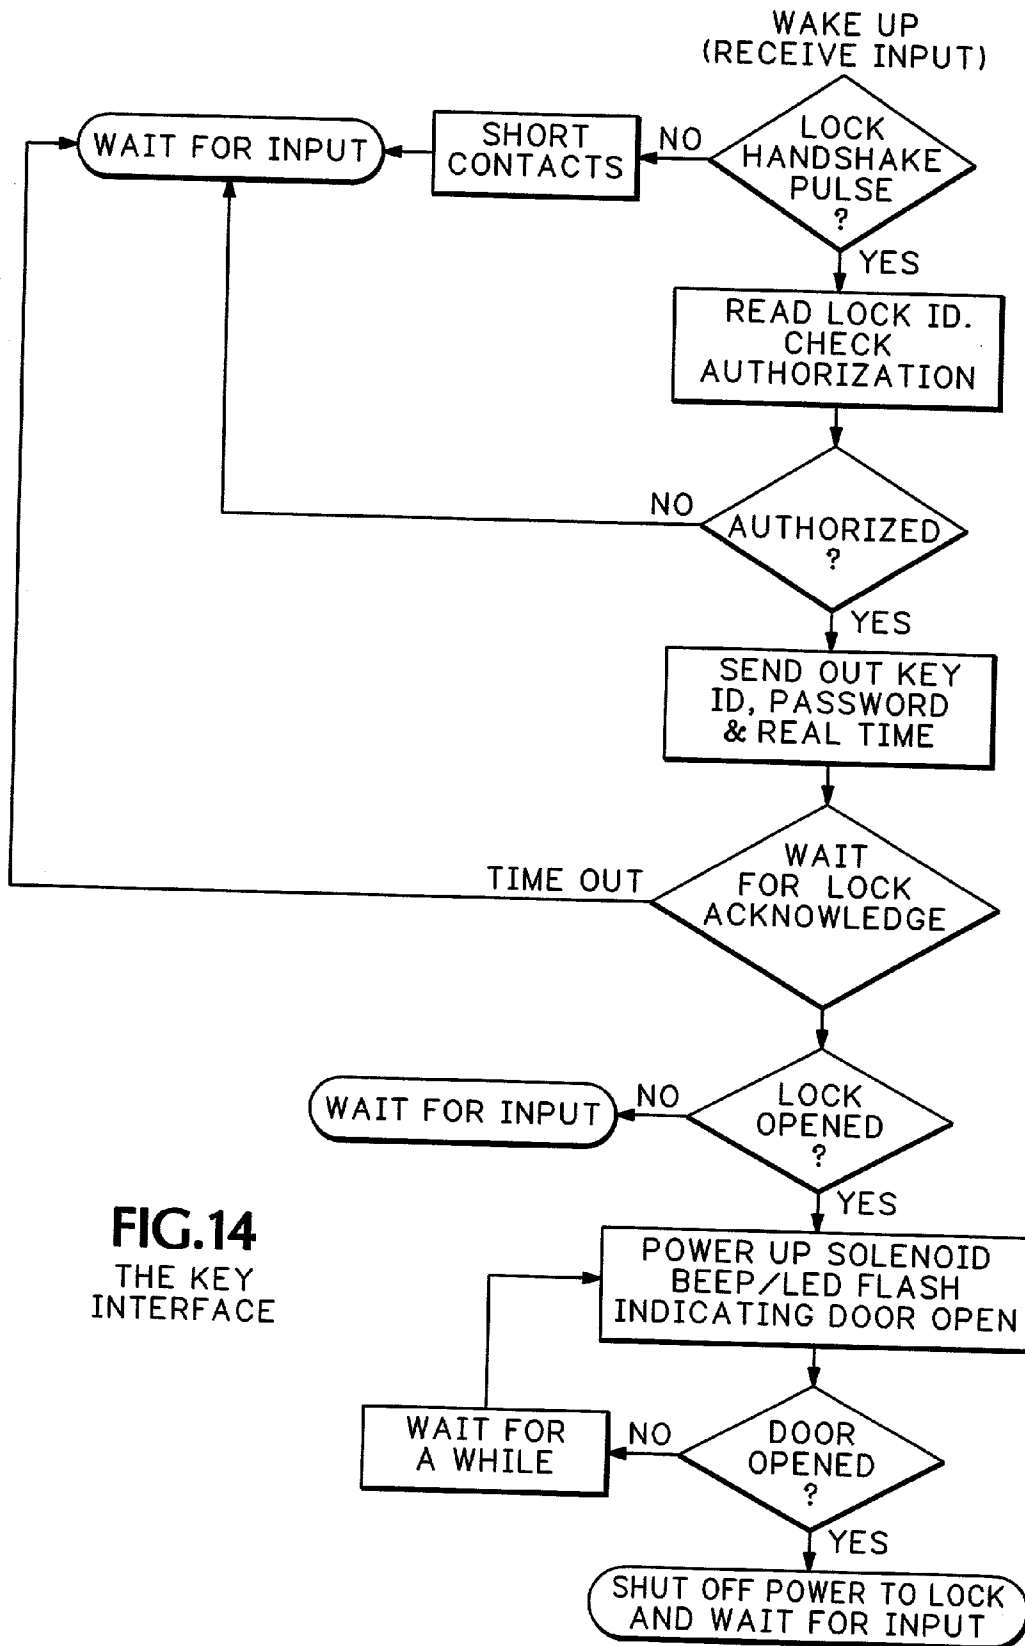 WAKE UP
(RECEIVE INPUT)
WAIT FOR INPUT
SHORT
CONTACTS
NO
LOCK
HANDSHAKE
PULSE
?
YES
READ LOCK ID.
CHECK
AUTHORIZATION
NO
AUTHORIZED
?
YES
SEND OUT KEY
ID, PASSWORD
& REAL TIME
TIME OUT
WAIT
FOR LOCK
ACKNOWLEDGE
WAIT FOR INPUT
NO
LOCK
OPENED
?
YES
FIG.14
THE KEY
INTERFACE
POWER UP SOLENOID
BEEP/LED FLASH
INDICATING DOOR OPEN
WAIT FOR
A WHILE
NO
DOOR
OPENED
?
YES
SHUT OFF POWER TO LOCK
AND WAIT FOR INPUT